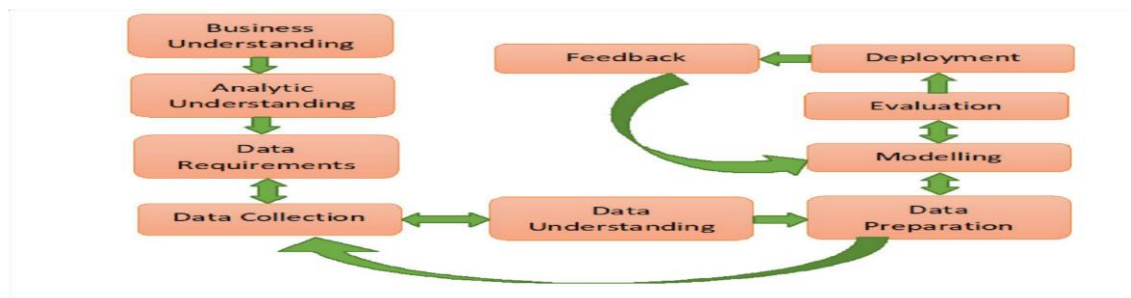 Business
Understanding
Analytic
Understanding
Data
Requirements
Data Collection
Data
Understanding
Data
Preparation
Modelling
Evaluation
Deployment
Feedback